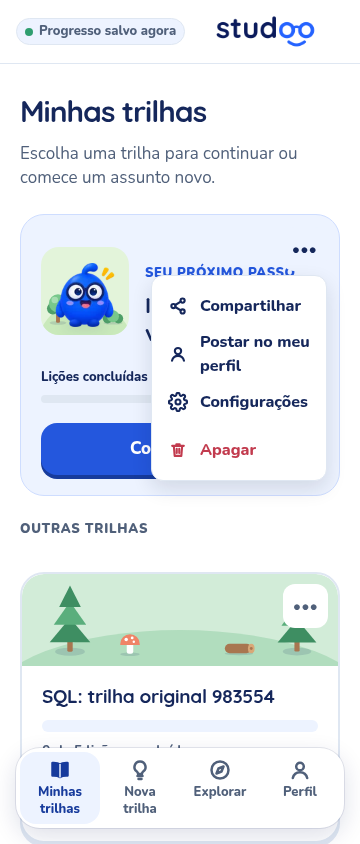 Progresso salvo agora
studoo
Minhas trilhas
Escolha uma trilha para continuar ou
comece um assunto novo.
SEU PRÓXIMO PASSO
Lições concluídas
Compartilhar
Postar no meu
perfil
Configurações
Apagar
OUTRAS TRILHAS
SQL: trilha original 983554
Minhas
trilhas
Nova
trilha
Explorar
Perfil